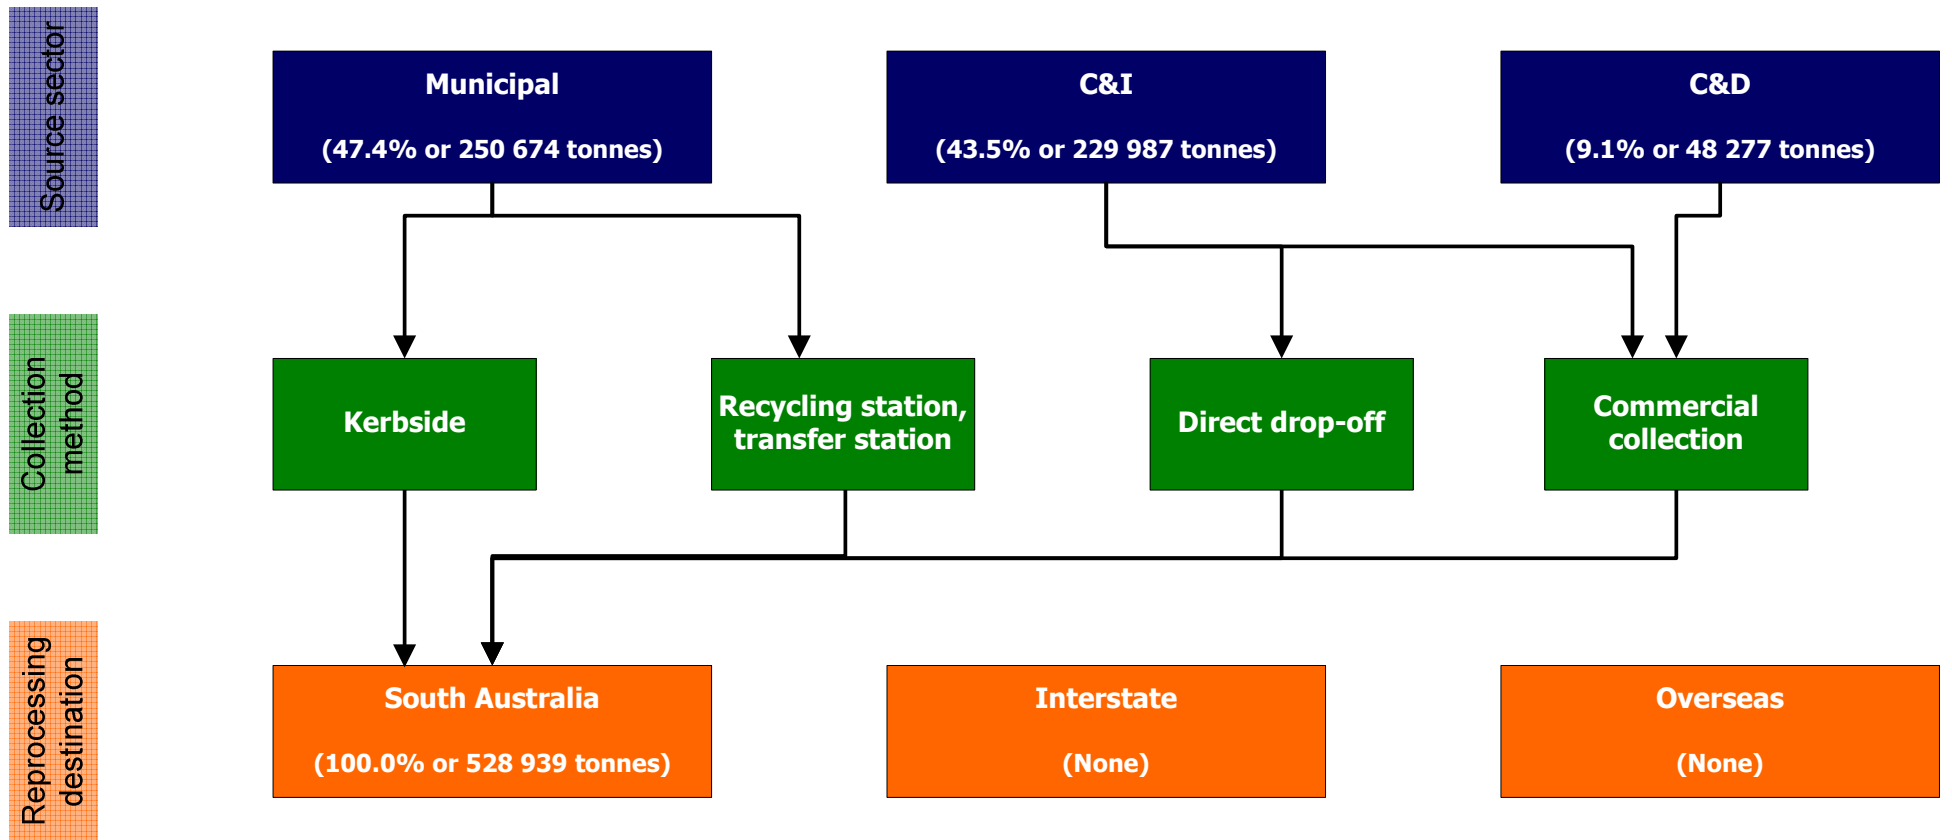 Source sector
Municipal
(47.4% or 250 674 tonnes)
C&I
(43.5% or 229 987 tonnes)
C&D
(9.1% or 48 277 tonnes)
Collection
method
Kerbside
Recycling station,
transfer station
Direct drop-off
Commercial
collection
Reprocessing
destination
South Australia
(100.0% or 528 939 tonnes)
Interstate
(None)
Overseas
(None)